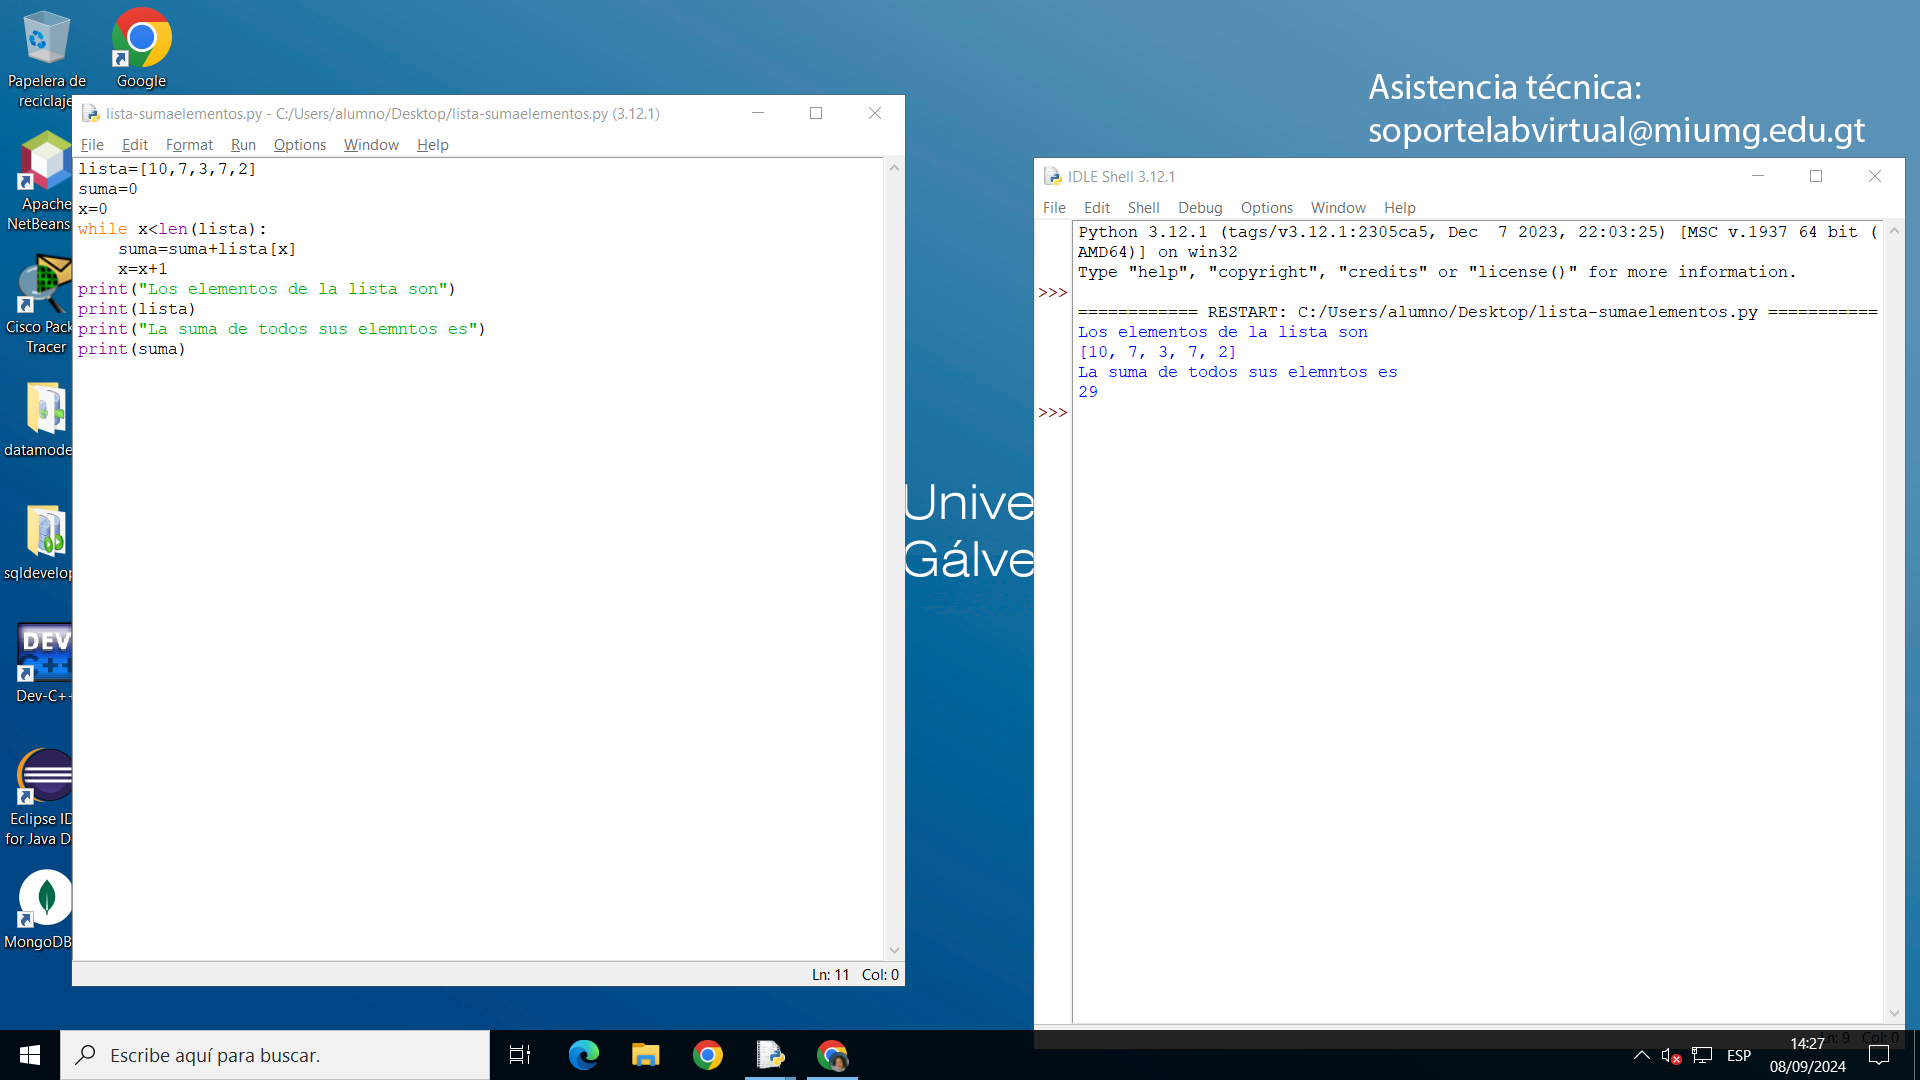 Papelera de
reciclaje
Google
Asistencia técnica:
soportelabvirtual@miumg.edu.gt
lista-sumaelementos.py - C:/Users/alumno/Desktop/lista-sumaelementos.py (3.12.1)
File Edit Format Run Options Window Help
lista=[10,7,3,7,2]
suma=0
x=0
while x<len(lista):
    suma=suma+lista[x]
    x=x+1
print("Los elementos de la lista son")
print(lista)
print("La suma de todos sus elemntos es")
print(suma)
Ln: 11 Col: 0
IDLE Shell 3.12.1
File Edit Shell Debug Options Window Help
Python 3.12.1 (tags/v3.12.1:2305ca5, Dec  7 2023, 22:03:25) [MSC v.1937 64 bit (
AMD64)] on win32
Type "help", "copyright", "credits" or "license()" for more information.
>>>
============ RESTART: C:/Users/alumno/Desktop/lista-sumaelementos.py ===========
Los elementos de la lista son
[10, 7, 3, 7, 2]
La suma de todos sus elemntos es
29
>>>
Ln: 9 Col: 0
Apache
NetBeans
Cisco Pack
Tracer
datamode
sqldevelop
DEV
C++
Dev-C++
Eclipse ID
for Java D
MongoDB
Unive
Gálve
Escribe aquí para buscar.
ESP
14:27
08/09/2024